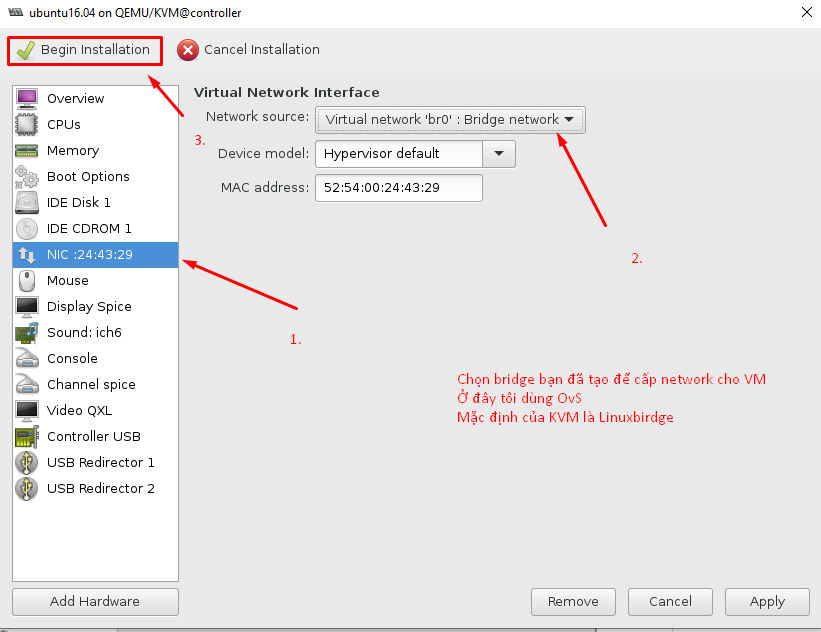 ubuntu16.04 on QEMU/KVM@controller
Begin Installation
Cancel Installation
Overview
CPUs
Memory
Boot Options
IDE Disk 1
IDE CDROM 1
NIC :24:43:29
Mouse
Display Spice
Sound: ich6
Console
Channel spice
Video QXL
Controller USB
USB Redirector 1
USB Redirector 2
Add Hardware
Virtual Network Interface
Network source: Virtual network 'br0' : Bridge network
Device model: Hypervisor default
MAC address: 52:54:00:24:43:29
3.
2.
1.
Chọn bridge bạn đã tạo để cấp network cho VM
Ở đây tôi dùng OvS
Mặc định của KVM là Linuxbirdge
Remove
Cancel
Apply